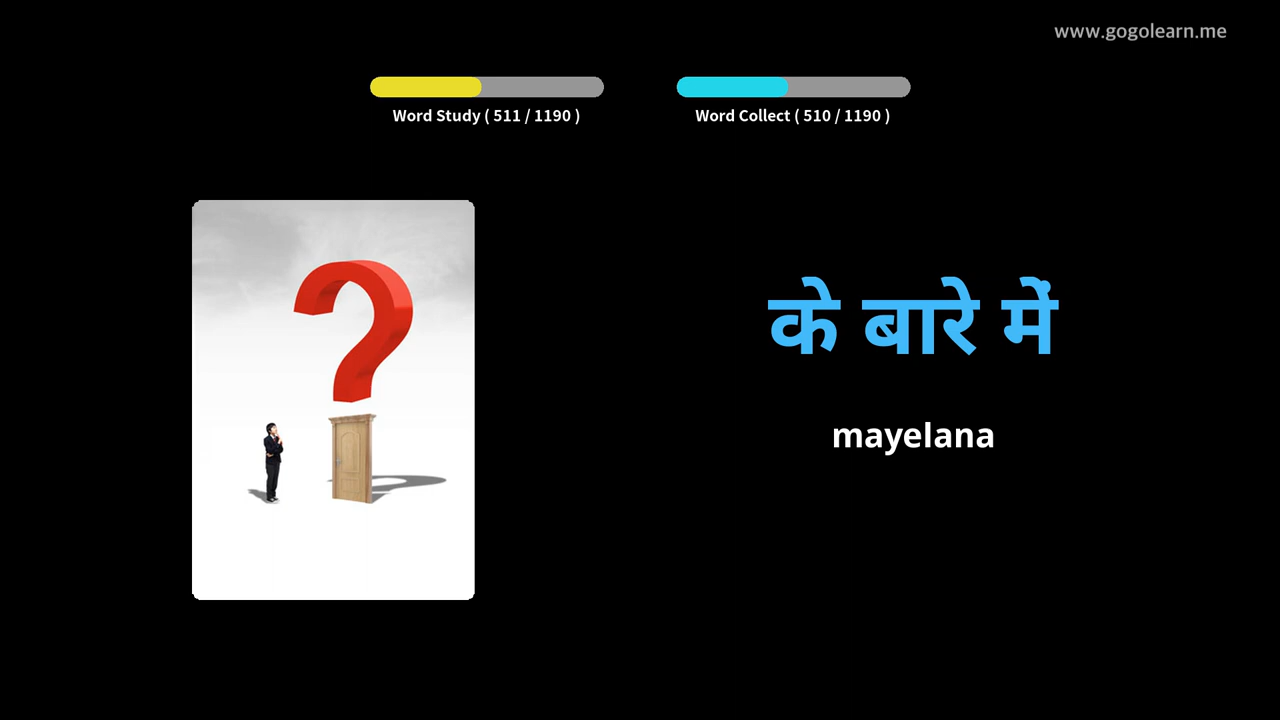 www.gogolearn.me
Word Study ( 511 / 1190 )
Word Collect ( 510 / 1190 )
के बारे में
mayelana